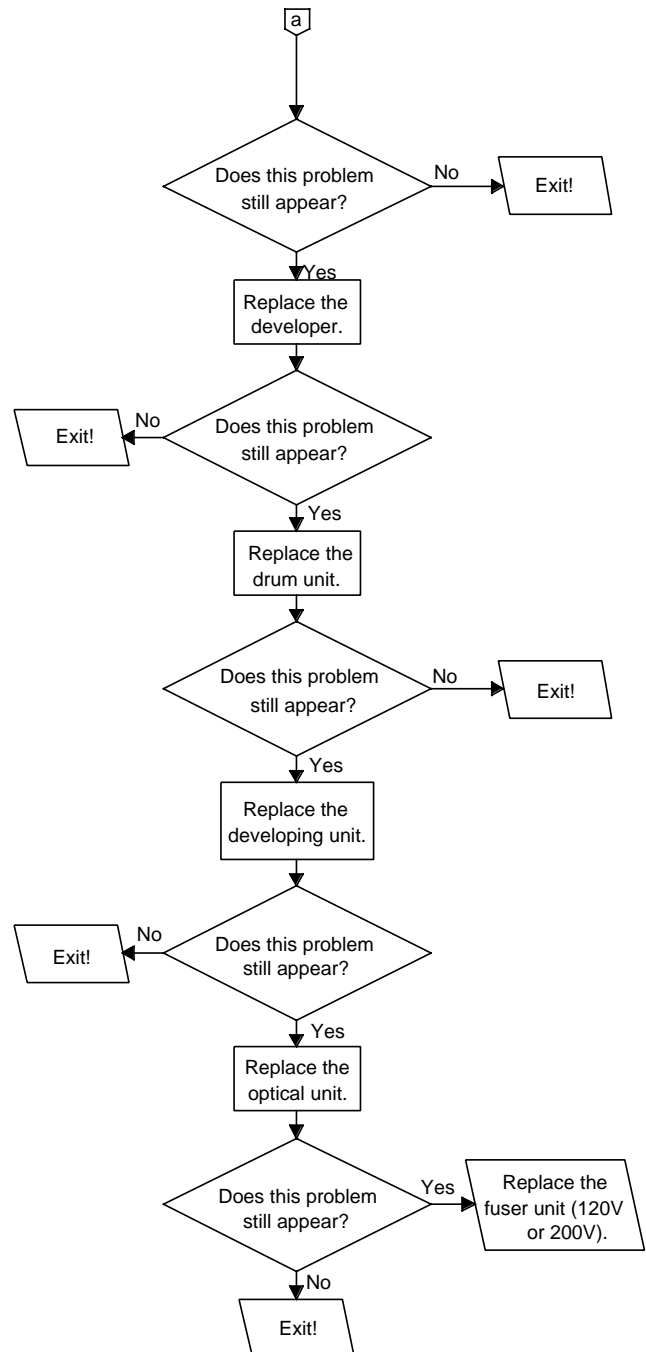 a
Does this problem
still appear?
No
Exit!
Yes
Replace the
developer.
Does this problem
still appear?
No
Exit!
Yes
Replace the
drum unit.
Does this problem
still appear?
No
Exit!
Yes
Replace the
developing unit.
Does this problem
still appear?
No
Exit!
Yes
Replace the
optical unit.
Does this problem
still appear?
Yes
Replace the
fuser unit (120V
or 200V).
No
Exit!